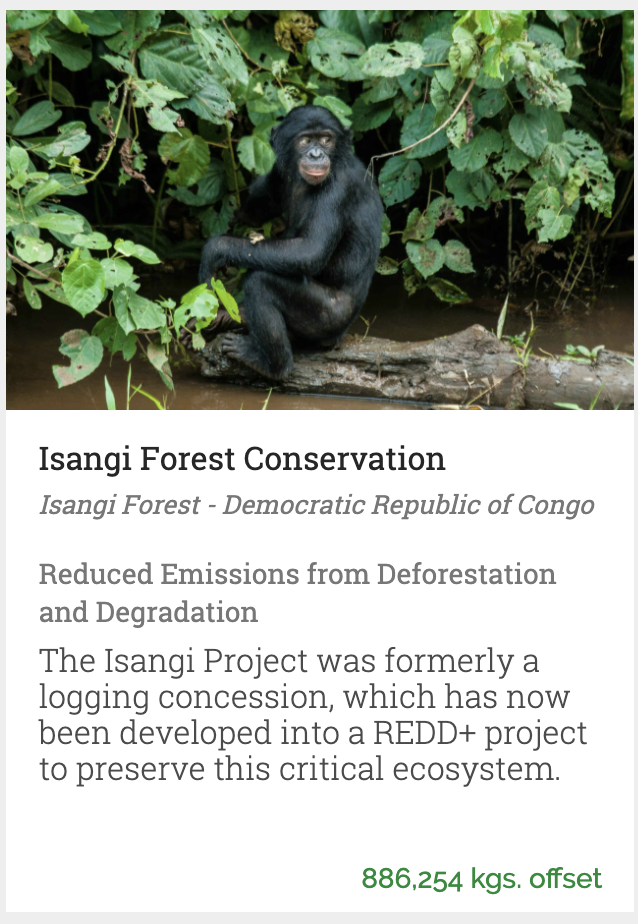 Isangi Forest Conservation
Isangi Forest - Democratic Republic of Congo
Reduced Emissions from Deforestation
and Degradation
The Isangi Project was formerly a
logging concession, which has now
been developed into a REDD+ project
to preserve this critical ecosystem.
886,254 kgs. offset